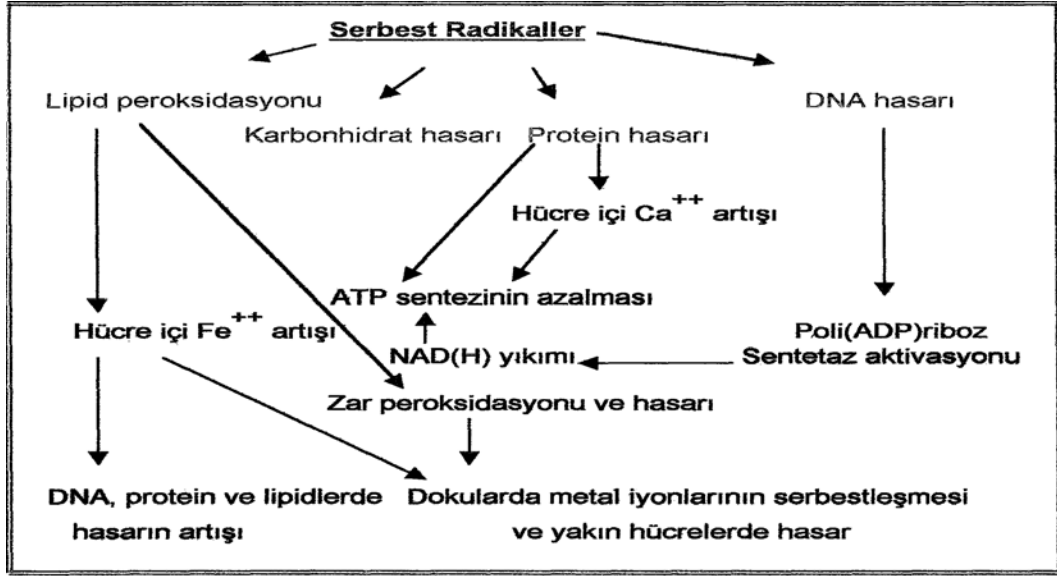 Serbest Radikaller
Lipid peroksidasyonu
DNA hasarı
Karbonhidrat hasarı
Protein hasarı
Hücre içi Ca++ artışı
ATP sentezinin azalması
Hücre içi Fe++ artışı
Poli(ADP)riboz
NAD(H) yıkımı
Sentetaz aktivasyonu
Zar peroksidasyonu ve hasarı
DNA, protein ve lipidlerde
hasarın artışı
Dokularda metal iyonlarının serbestleşmesi
ve yakın hücrelerde hasar